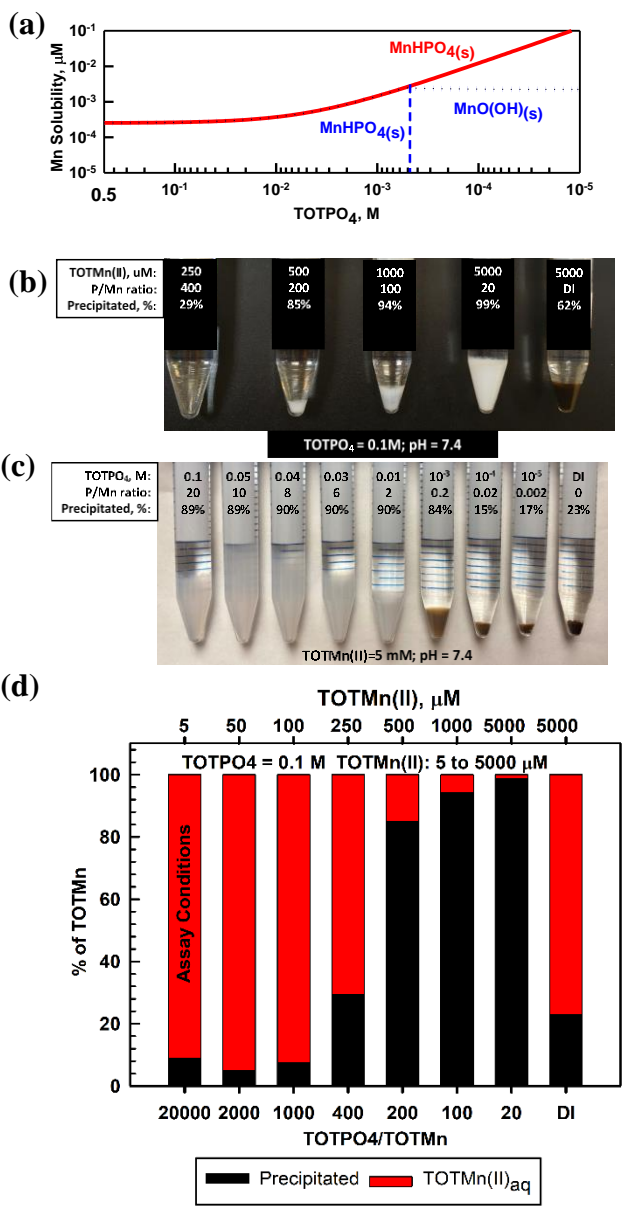 (a)
10-1
10-2
10-3
10-4
10-5
Mn Solubility, μM
MnHPO4(s)
MnHPO4(s)
MnO(OH)(s)
0.5 10-1 10-2 10-3 10-4 10-5
TOTPO4, M
(b)
TOTMn(II), uM: 250 500 1000 5000 5000
P/Mn ratio: 400 200 100 20 DI
Precipitated, %: 29% 85% 94% 99% 62%
TOTPO4 = 0.1M; pH = 7.4
(c)
TOTPO4, M: 0.1 0.05 0.04 0.03 0.01 10-3 10-4 10-5 DI
P/Mn ratio: 20 10 8 6 2 0.2 0.02 0.002 0
Precipitated, %: 89% 89% 90% 90% 90% 84% 15% 17% 23%
TOTMn(II)=5 mM; pH = 7.4
(d)
TOTMn(II), μM
5 50 100 250 500 1000 5000 5000
TOTPO4 = 0.1 M TOTMn(II): 5 to 5000 μM
100
80
60
40
20
0
% of TOTMn
Assay Conditions
20000 2000 1000 400 200 100 20 DI
TOTPO4/TOTMn
Precipitated TOTMn(II)aq